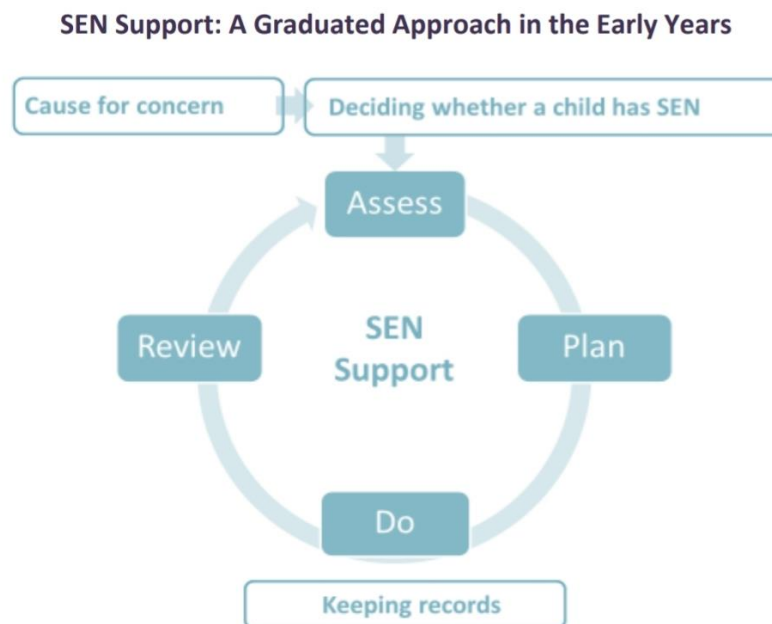 SEN Support: A Graduated Approach in the Early Years
Cause for concern
Deciding whether a child has SEN
Assess
Plan
Do
Review
SEN
Support
Keeping records